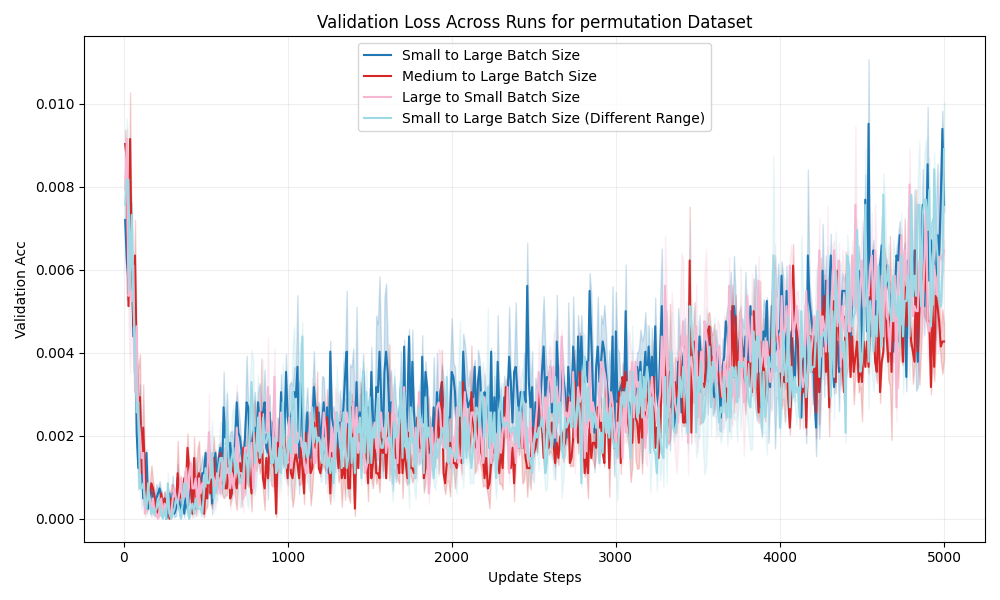 Validation Loss Across Runs for permutation Dataset
Small to Large Batch Size
Medium to Large Batch Size
Large to Small Batch Size
Small to Large Batch Size (Different Range)
Validation Acc
0.010
0.008
0.006
0.004
0.002
0.000
0
1000
2000
3000
4000
5000
Update Steps